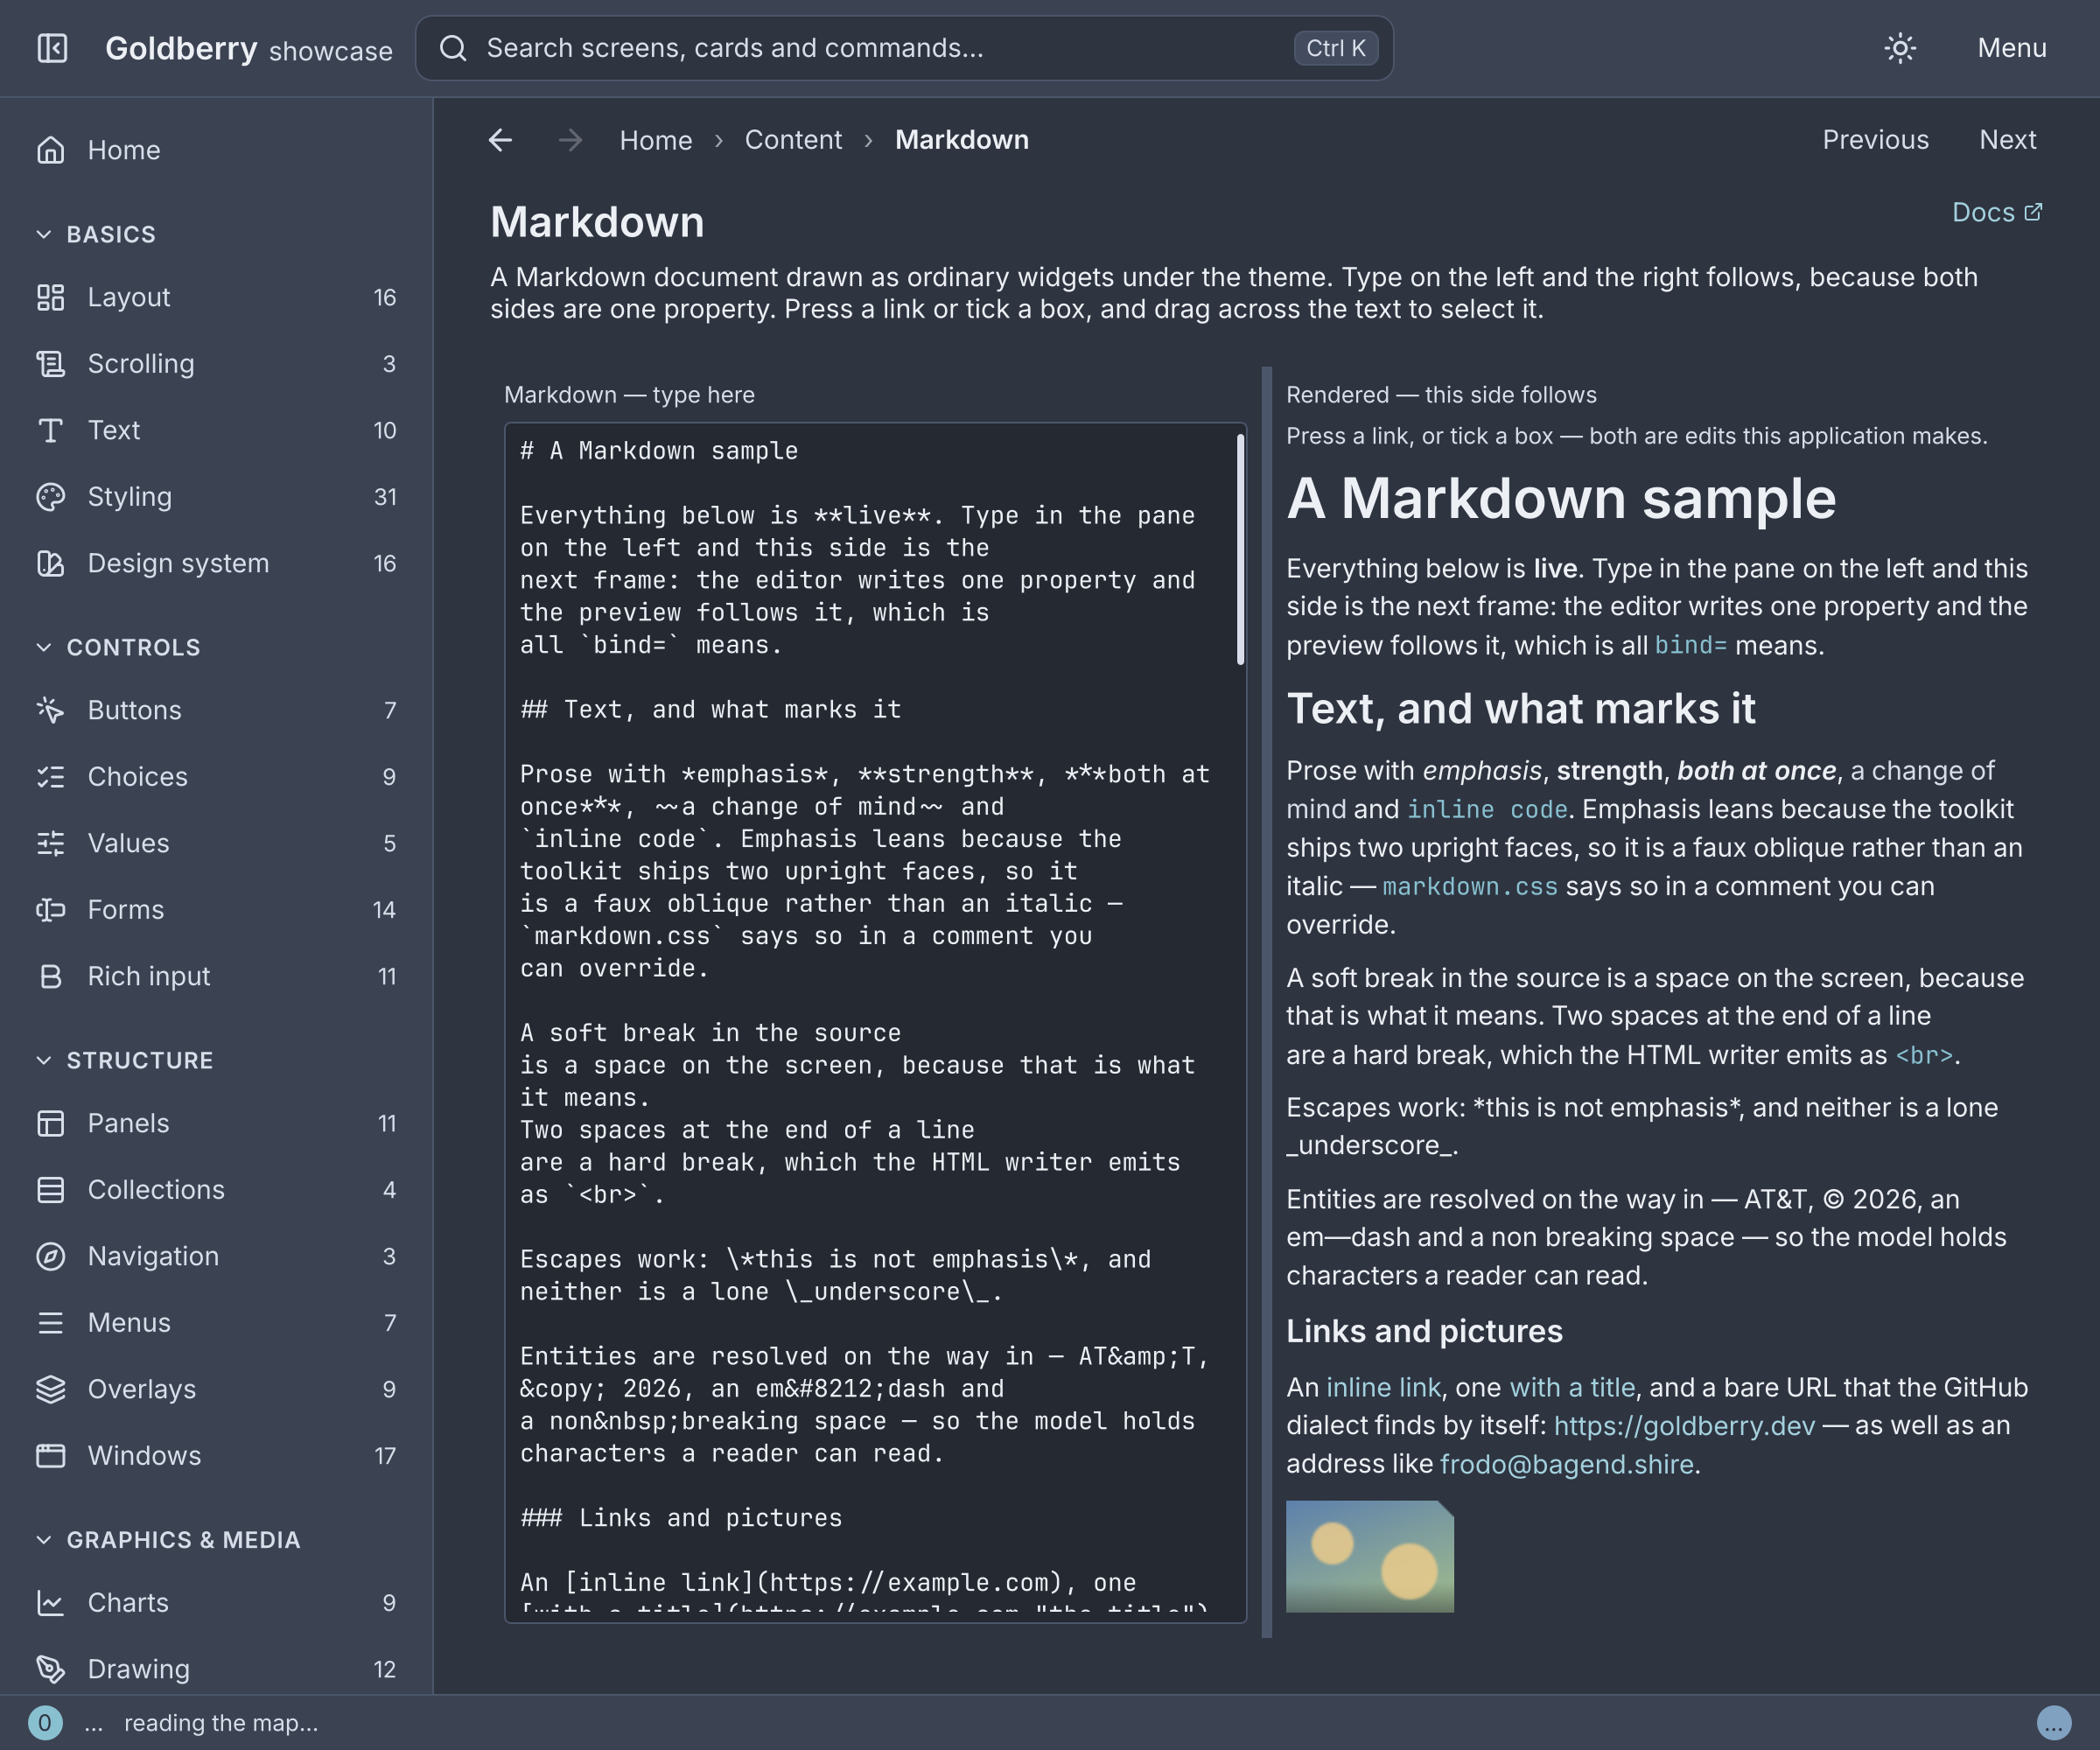 Goldberry showcase
Search screens, cards and commands...
Ctrl K
Menu
Home
BASICS
Layout 16
Scrolling 3
Text 10
Styling 31
Design system 16
CONTROLS
Buttons 7
Choices 9
Values 5
Forms 14
Rich input 11
STRUCTURE
Panels 11
Collections 4
Navigation 3
Menus 7
Overlays 9
Windows 17
GRAPHICS & MEDIA
Charts 9
Drawing 12
Home › Content › Markdown
Previous Next
Markdown
Docs
A Markdown document drawn as ordinary widgets under the theme. Type on the left and the right follows, because both
sides are one property. Press a link or tick a box, and drag across the text to select it.
Markdown — type here
# A Markdown sample
Everything below is **live**. Type in the pane
on the left and this side is the
next frame: the editor writes one property and
the preview follows it, which is
all `bind=` means.
## Text, and what marks it
Prose with *emphasis*, **strength**, ***both at
once***, ~~a change of mind~~ and
`inline code`. Emphasis leans because the
toolkit ships two upright faces, so it
is a faux oblique rather than an italic —
`markdown.css` says so in a comment you
can override.
A soft break in the source
is a space on the screen, because that is what
it means.
Two spaces at the end of a line
are a hard break, which the HTML writer emits
as `<br>`.
Escapes work: \*this is not emphasis\*, and
neither is a lone \_underscore\_.
Entities are resolved on the way in — AT&amp;T,
&copy; 2026, an em&#8212;dash and
a non&nbsp;breaking space — so the model holds
characters a reader can read.
### Links and pictures
An [inline link](https://example.com), one
[with a title](https://example.com "the title")
Rendered — this side follows
Press a link, or tick a box — both are edits this application makes.
A Markdown sample
Everything below is live. Type in the pane on the left and this
side is the next frame: the editor writes one property and the
preview follows it, which is all bind= means.
Text, and what marks it
Prose with emphasis, strength, both at once, a change of
mind and inline code. Emphasis leans because the toolkit
ships two upright faces, so it is a faux oblique rather than an
italic — markdown.css says so in a comment you can
override.
A soft break in the source is a space on the screen, because
that is what it means. Two spaces at the end of a line
are a hard break, which the HTML writer emits as <br>.
Escapes work: *this is not emphasis*, and neither is a lone
_underscore_.
Entities are resolved on the way in — AT&T, © 2026, an
em—dash and a non breaking space — so the model holds
characters a reader can read.
Links and pictures
An inline link, one with a title, and a bare URL that the GitHub
dialect finds by itself: https://goldberry.dev — as well as an
address like frodo@bagend.shire.
0 ... reading the map...
...